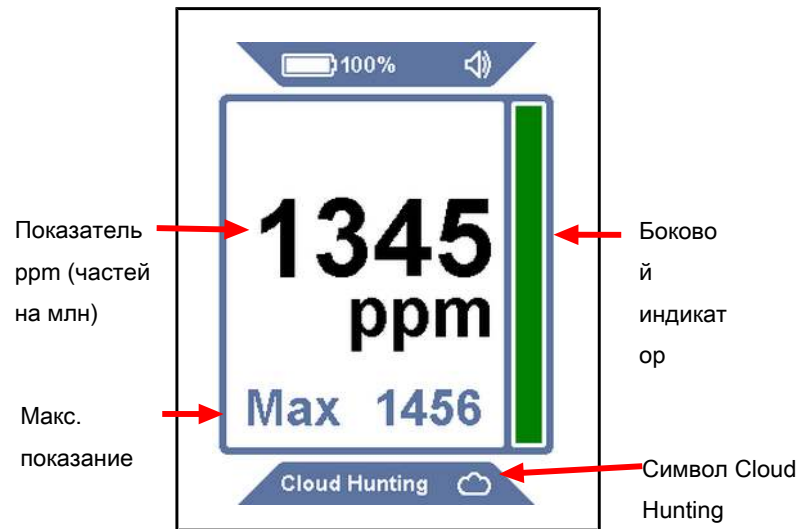 100%
Показатель
ppm (частей
на млн)
1345
ppm
Боково
й
индикат
ор
Макс.
показание
Max 1456
Cloud Hunting
Символ Cloud
Hunting